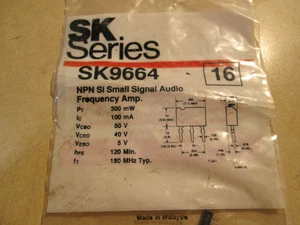 SK
Series
SK9664 16
NPN Si Small Signal Audio
Frequency Amp.
PT 300 mW
IC 100 mA
VCBO 50 V
VCEO 40 V
VEBO 5 V
hFE 120 Min.
fT 180 MHz Typ.
Made in Malaysia